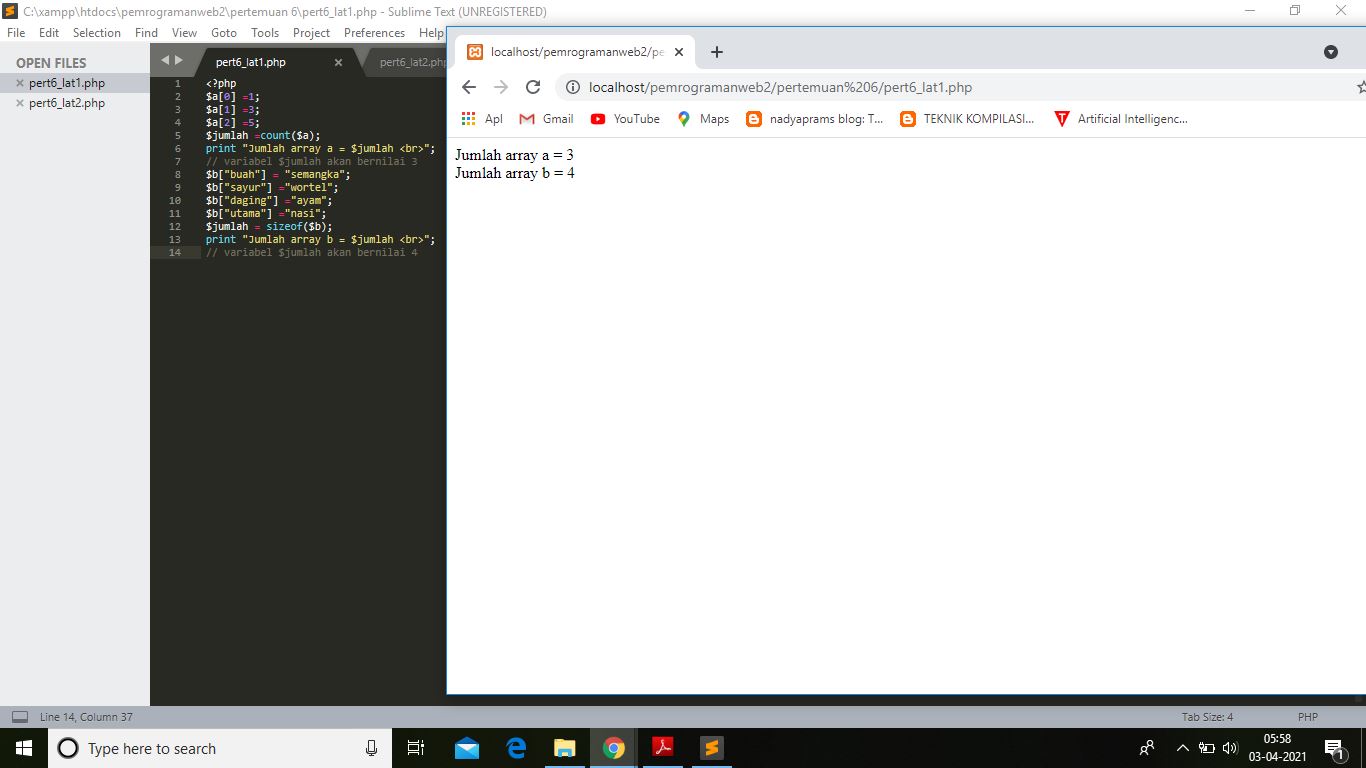 C:\xampp\htdocs\pemrogramanweb2\pertemuan 6\pert6_lat1.php - Sublime Text (UNREGISTERED)
File Edit Selection Find View Goto Tools Project Preferences Help
OPEN FILES
pert6_lat1.php
pert6_lat2.php
pert6_lat1.php
pert6_lat2.php
1 <?php
2 $a[0] =1;
3 $a[1] =3;
4 $a[2] =5;
5 $jumlah =count($a);
6 print "Jumlah array a = $jumlah <br>";
7 // variabel $jumlah akan bernilai 3
8 $b["buah"] = "semangka";
9 $b["sayur"] ="wortel";
10 $b["daging"] ="ayam";
11 $b["utama"] ="nasi";
12 $jumlah = sizeof($b);
13 print "Jumlah array b = $jumlah <br>";
14 // variabel $jumlah akan bernilai 4
localhost/pemrogramanweb2/pe
localhost/pemrogramanweb2/pertemuan%206/pert6_lat1.php
Apl Gmail YouTube Maps nadyaprams blog: T... TEKNIK KOMPILASI... Artificial Intelligenc...
Jumlah array a = 3
Jumlah array b = 4
Line 14, Column 37
Tab Size: 4 PHP
Type here to search
05:58
03-04-2021
1